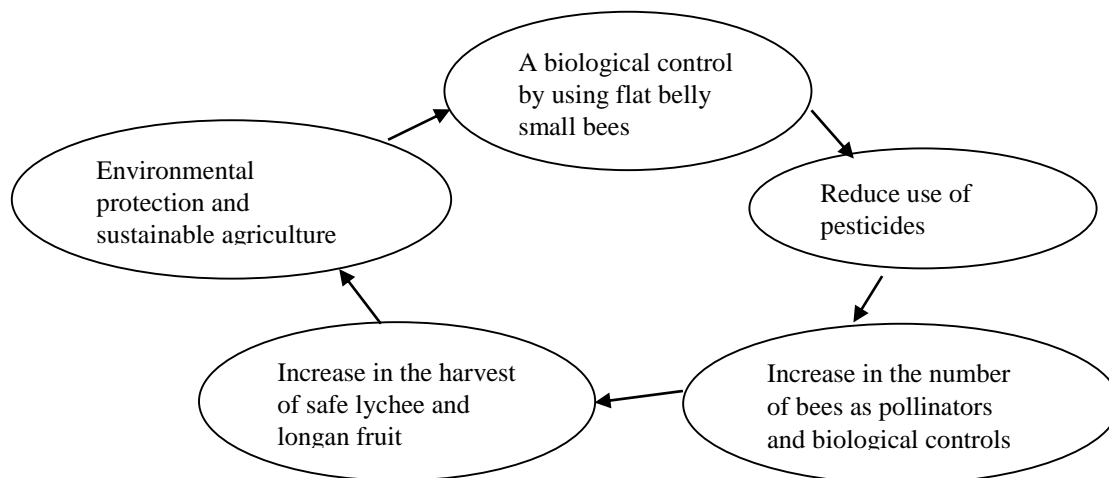 A biological control
by using flat belly
small bees
Reduce use of
pesticides
Increase in the number
of bees as pollinators
and biological controls
Increase in the harvest
of safe lychee and
longan fruit
Environmental
protection and
sustainable agriculture